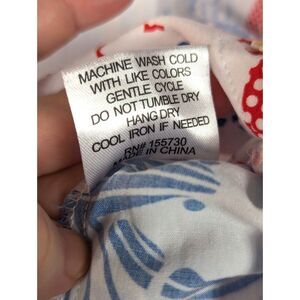 MACHINE WASH COLD
WITH LIKE COLORS
GENTLE CYCLE
DO NOT TUMBLE DRY
HANG DRY
COOL IRON IF NEEDED
RN# 155730
MADE IN CHINA